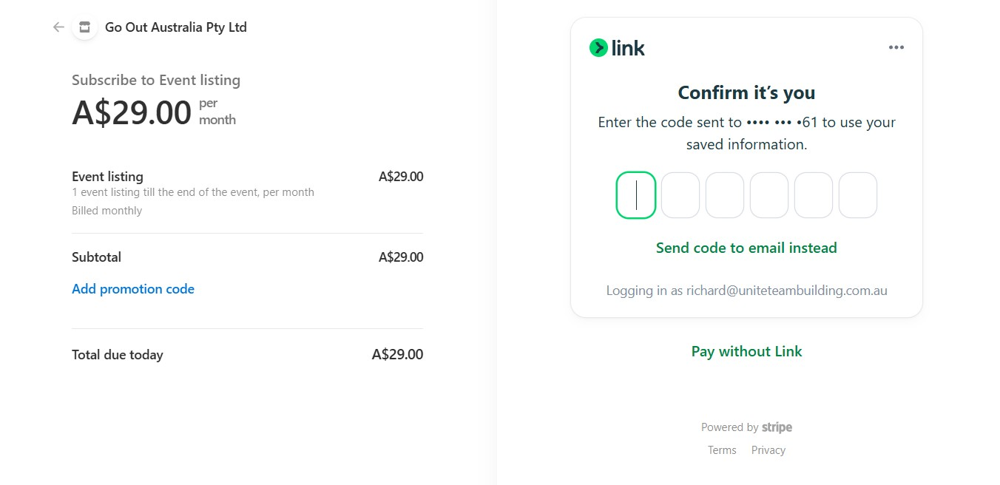 Go Out Australia Pty Ltd
Subscribe to Event listing
A$29.00 per
month
Event listing A$29.00
1 event listing till the end of the event, per month
Billed monthly
Subtotal A$29.00
Add promotion code
Total due today A$29.00
link
Confirm it’s you
Enter the code sent to •••• ••• •61 to use your
saved information.
Send code to email instead
Logging in as richard@uniteteambuilding.com.au
Pay without Link
Powered by stripe
Terms Privacy